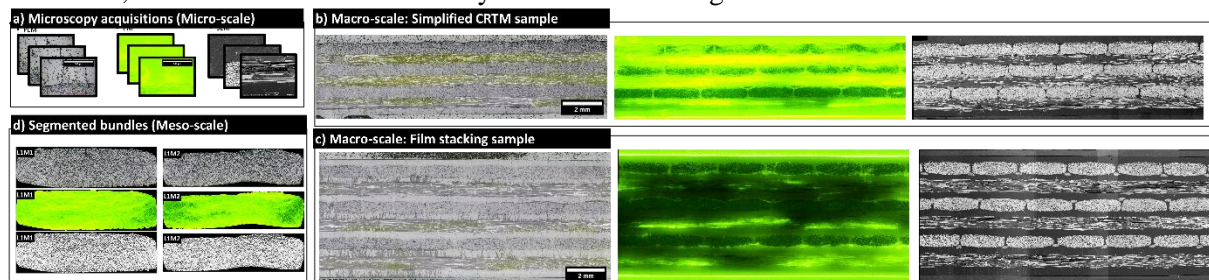 a) Microscopy acquisitions (Micro-scale)
b) Macro-scale: Simplified CRTM sample
2 mm
d) Segmented bundles (Meso-scale)
L1M1
L1M2
L1M1
L1M2
L1M1
L1M2
c) Macro-scale: Film stacking sample
2 mm